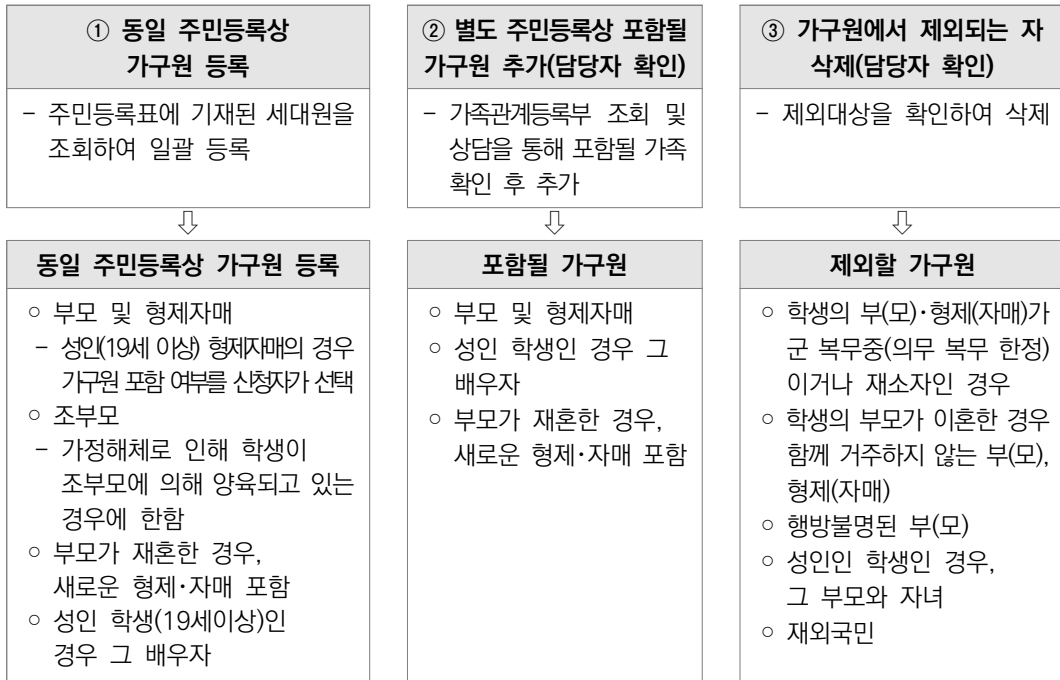 ① 동일 주민등록상
가구원 등록
- 주민등록표에 기재된 세대원을
조회하여 일괄 등록
동일 주민등록상 가구원 등록
○ 부모 및 형제자매
- 성인(19세 이상) 형제자매의 경우
가구원 포함 여부를 신청자가 선택
○ 조부모
- 가정해체로 인해 학생이
조부모에 의해 양육되고 있는
경우에 한함
○ 부모가 재혼한 경우,
새로운 형제·자매 포함
○ 성인 학생(19세이상)인
경우 그 배우자
② 별도 주민등록상 포함될
가구원 추가(담당자 확인)
- 가족관계등록부 조회 및
상담을 통해 포함될 가족
확인 후 추가
포함될 가구원
○ 부모 및 형제자매
○ 성인 학생인 경우 그
배우자
○ 부모가 재혼한 경우,
새로운 형제·자매 포함
③ 가구원에서 제외되는 자
삭제(담당자 확인)
- 제외대상을 확인하여 삭제
제외할 가구원
○ 학생의 부(모)·형제(자매)가
군 복무중(의무 복무 한정)
이거나 재소자인 경우
○ 학생의 부모가 이혼한 경우
함께 거주하지 않는 부(모),
형제(자매)
○ 행방불명된 부(모)
○ 성인인 학생인 경우,
그 부모와 자녀
○ 재외국민